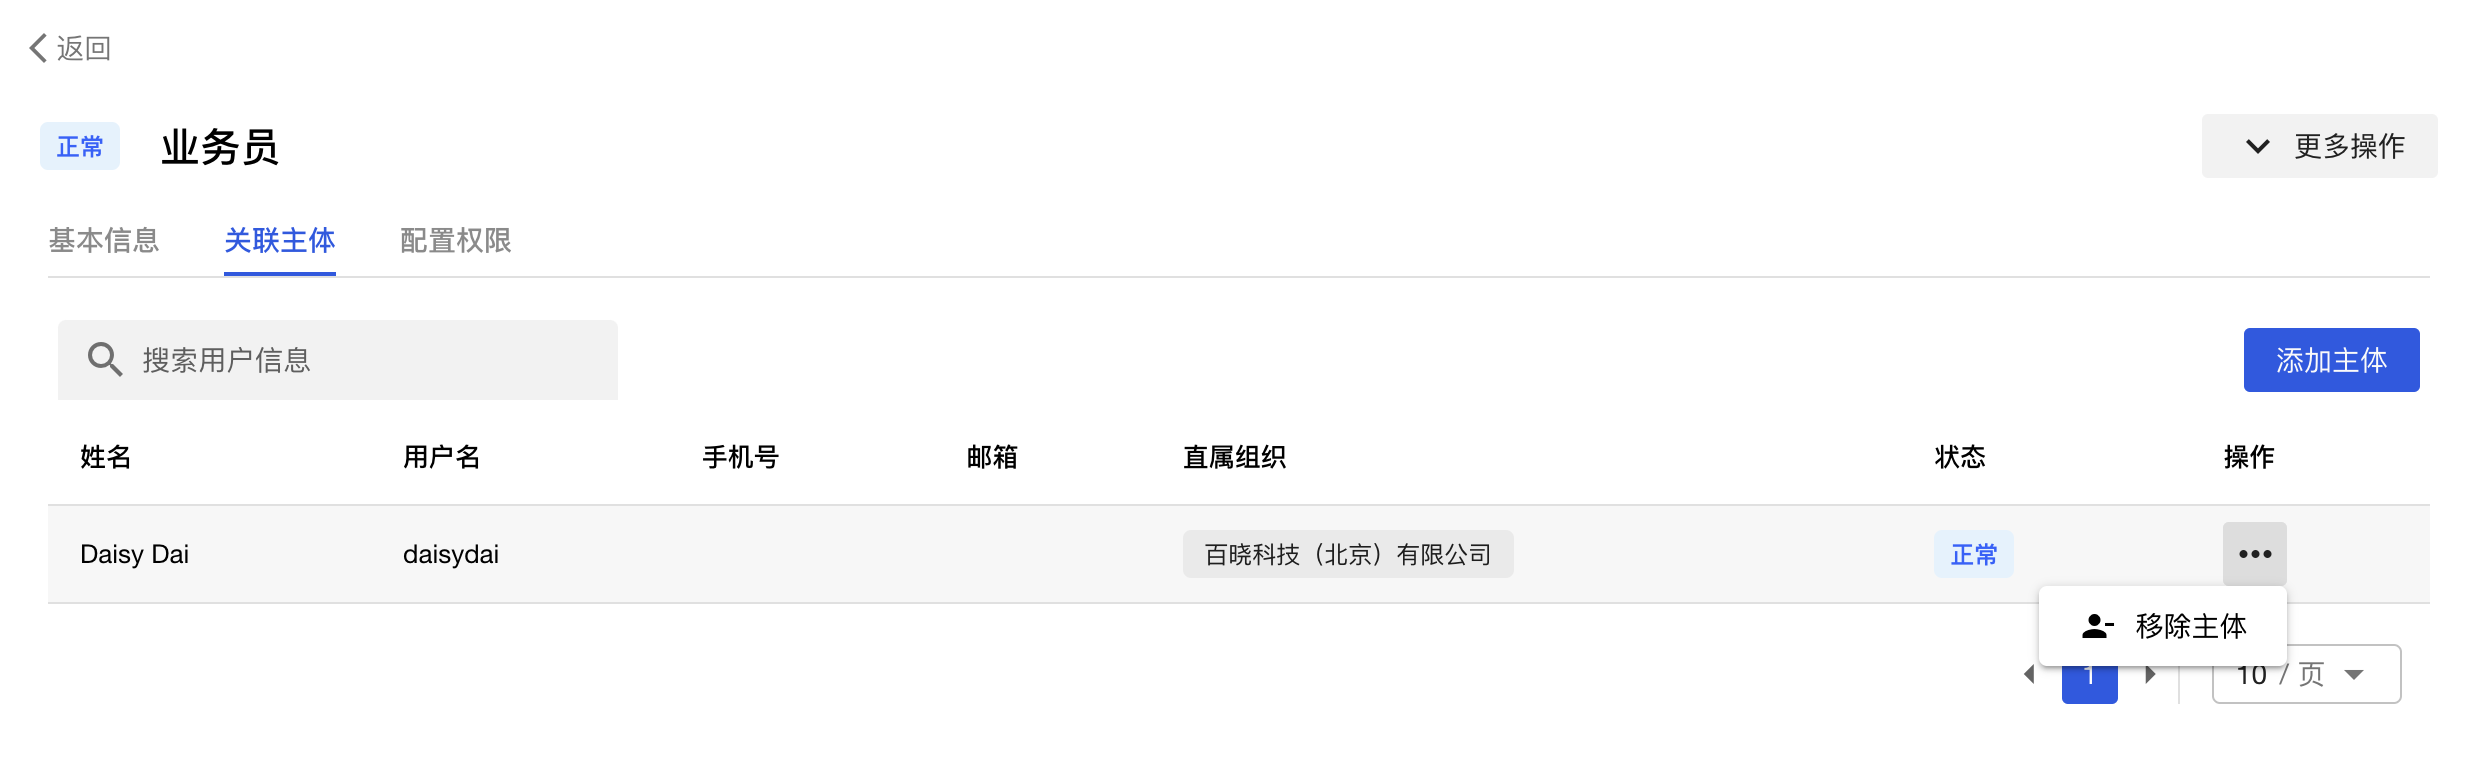 返回
正常 业务员 更多操作
基本信息 关联主体 配置权限
搜索用户信息 添加主体
姓名 用户名 手机号 邮箱 直属组织 状态 操作
Daisy Dai daisydai 百晓科技（北京）有限公司 正常
移除主体
1 10 / 页